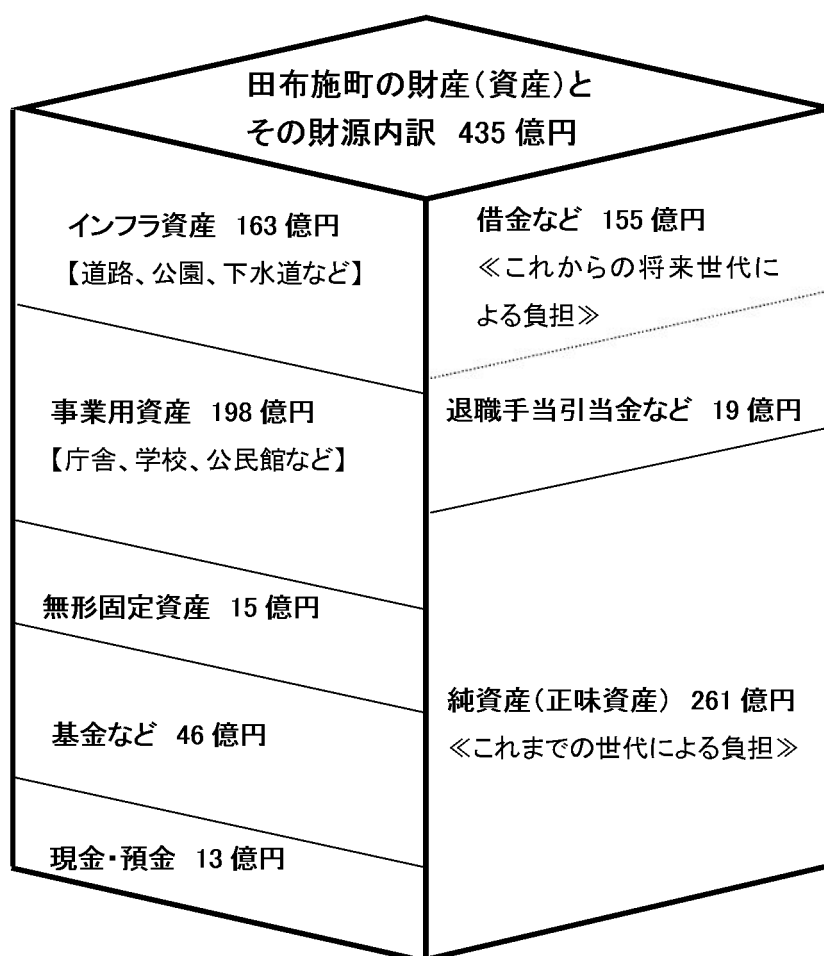 田布施町の財産（資産）と
その財源内訳 435 億円
インフラ資産 163 億円
【道路、公園、下水道など】
事業用資産 198 億円
【庁舎、学校、公民館など】
無形固定資産 15 億円
基金など 46 億円
現金・預金 13 億円
借金など 155 億円
≪これからの将来世代に
よる負担≫
退職手当引当金など 19 億円
純資産（正味資産） 261 億円
≪これまでの世代による負担≫